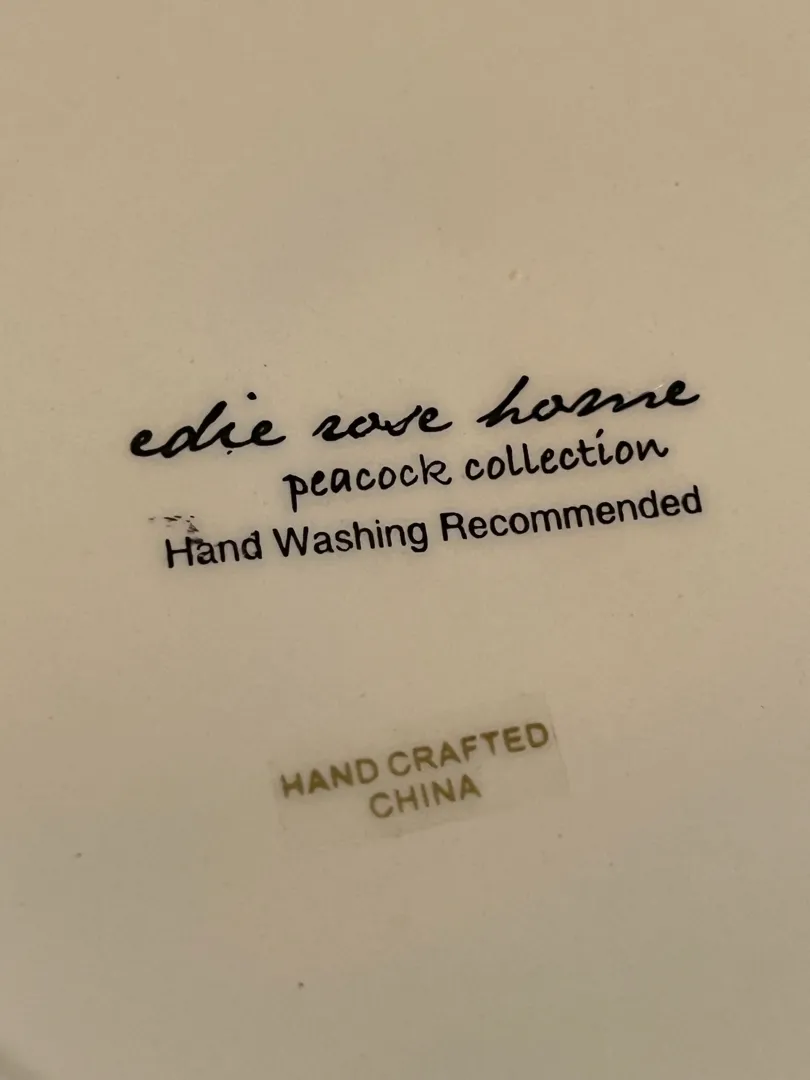 edie rose home
peacock collection
Hand Washing Recommended
HAND CRAFTED
CHINA